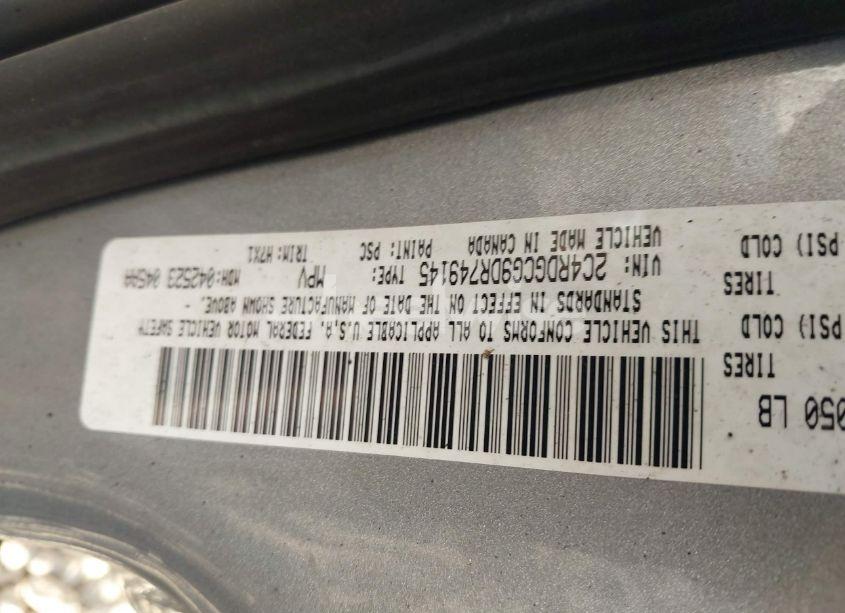 050 LB
TIRES
PSI) COLD
TIRES
PSI) COLD
THIS VEHICLE CONFORMS TO ALL APPLICABLE U.S.A. FEDERAL MOTOR VEHICLE SAFETY
STANDARDS IN EFFECT ON THE DATE OF MANUFACTURE SHOWN ABOVE.
VIN: 2C4RDGCG9DR749145 TYPE: MPV MDH:042523 045AA
VEHICLE MADE IN CANADA PAINT: PSC TRIM: H7X1